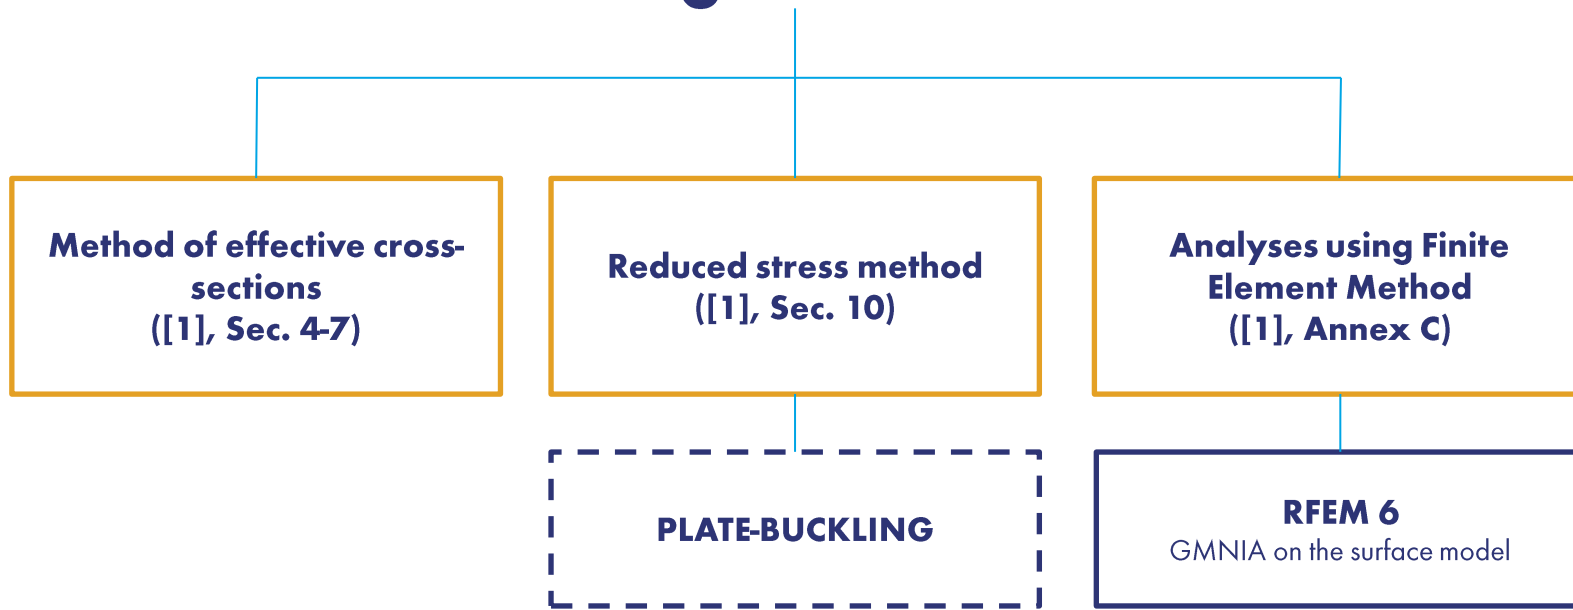 Method of effective cross-
sections
([1], Sec. 4-7)
Reduced stress method
([1], Sec. 10)
Analyses using Finite
Element Method
([1], Annex C)
PLATE-BUCKLING
RFEM 6
GMNIA on the surface model